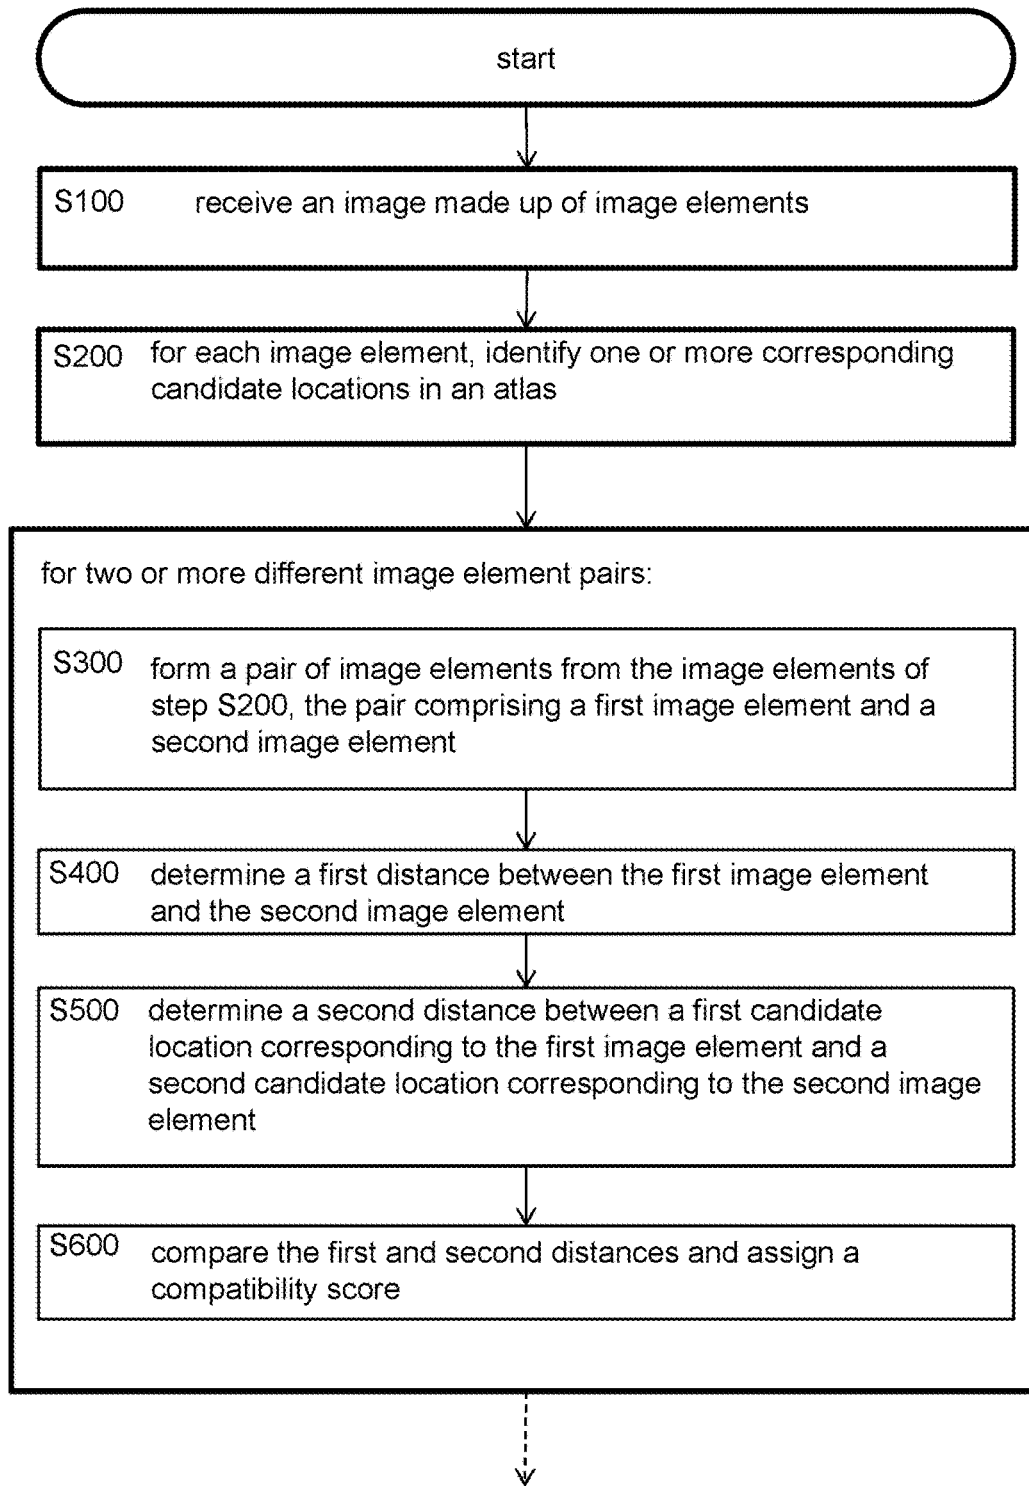 start
S100 receive an image made up of image elements
S200 for each image element, identify one or more corresponding
candidate locations in an atlas
for two or more different image element pairs:
S300 form a pair of image elements from the image elements of
step S200, the pair comprising a first image element and a
second image element
S400 determine a first distance between the first image element
and the second image element
S500 determine a second distance between a first candidate
location corresponding to the first image element and a
second candidate location corresponding to the second image
element
S600 compare the first and second distances and assign a
compatibility score